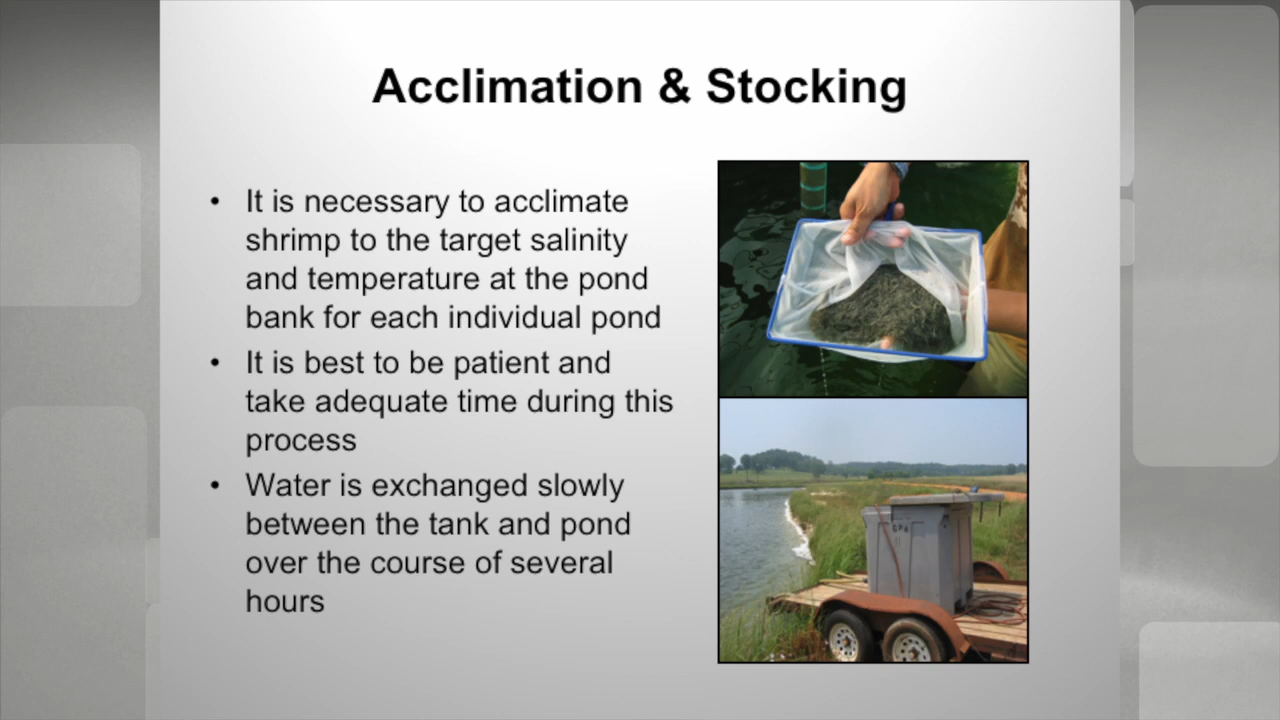 Acclimation & Stocking
• It is necessary to acclimate
shrimp to the target salinity
and temperature at the pond
bank for each individual pond
• It is best to be patient and
take adequate time during this
process
• Water is exchanged slowly
between the tank and pond
over the course of several
hours